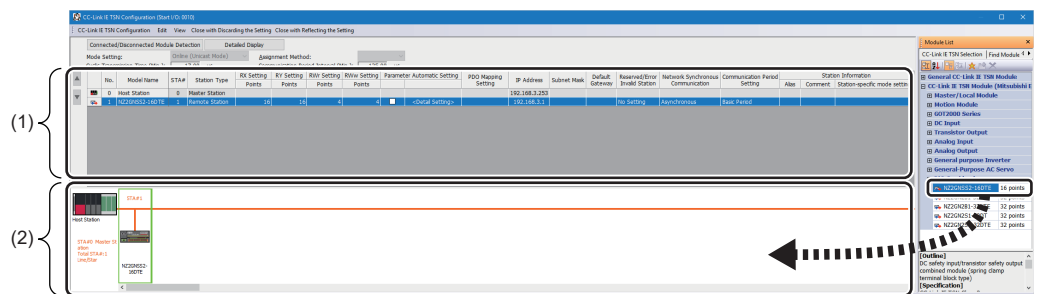 CC-Link IE TSN Configuration (Start I/O: 0010)
CC-Link IE TSN Configuration Edit View Close with Discarding the Setting Close with Reflecting the Setting
Connected/Disconnected Module Detection Detailed Display
Mode Setting: Online (Unicast Mode) Assignment Method:
No. Model Name STA# Station Type RX Setting RY Setting RWr Setting RWw Setting Parameter Automatic Setting PDO Mapping Setting IP Address Subnet Mask Default Gateway Reserved/Error Invalid Station Network Synchronous Communication Communication Period Setting Station Information
Points Points Points Points Alias Comment Station-specific mode settin
0 Host Station 0 Master Station 192.168.3.253
1 NZ2GNSS2-16DTE 1 Remote Station 16 16 4 4 <Detail Setting> 192.168.3.1 No Setting Asynchronous Basic Period
(1)
(2)
STA#1
Host Station
STA#0 Master St
ation
Total STA#:1
Line/Star
NZ2GNSS2-
16DTE
Module List
CC-Link IE TSN Selection Find Module
General CC-Link IE TSN Module
CC-Link IE TSN Module (Mitsubishi E
Master/Local Module
Motion Module
GOT2000 Series
DC Input
Transistor Output
Analog Input
Analog Output
General purpose Inverter
General-Purpose AC Servo
NZ2GNSS2-16DTE 16 points
32 points
32 points
32 points
[Outline]
DC safety input/transistor safety output
combined module (spring clamp
terminal block type)
[Specification]